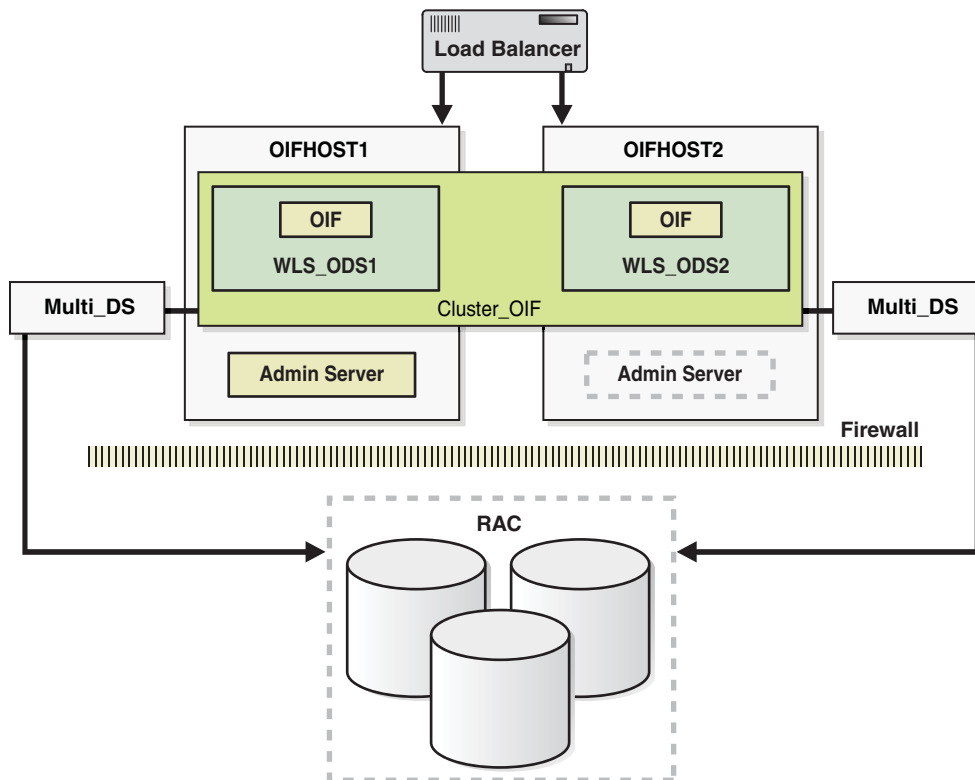 Load Balancer
OIFHOST1
OIFHOST2
OIF
OIF
WLS_ODS1
WLS_ODS2
Multi_DS
Cluster_OIF
Multi_DS
Admin Server
Admin Server
Firewall
RAC